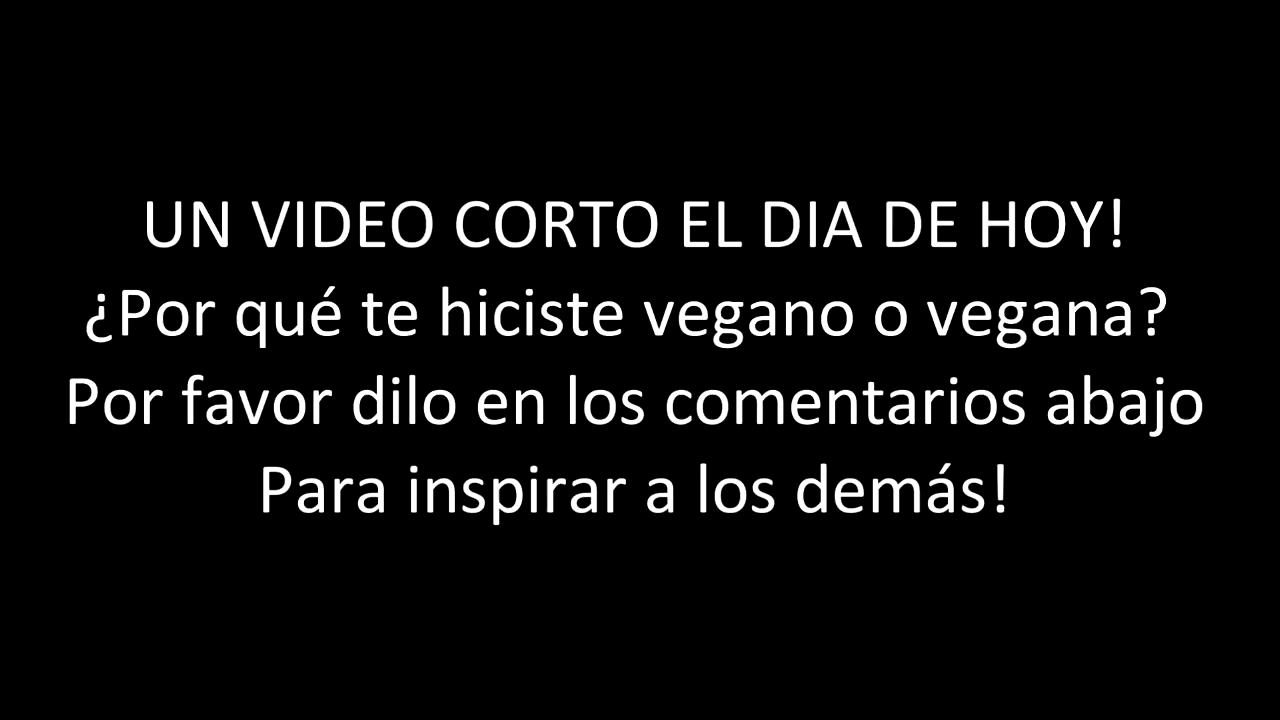 UN VIDEO CORTO EL DIA DE HOY!
¿Por qué te hiciste vegano o vegana?
Por favor dilo en los comentarios abajo
Para inspirar a los demás!